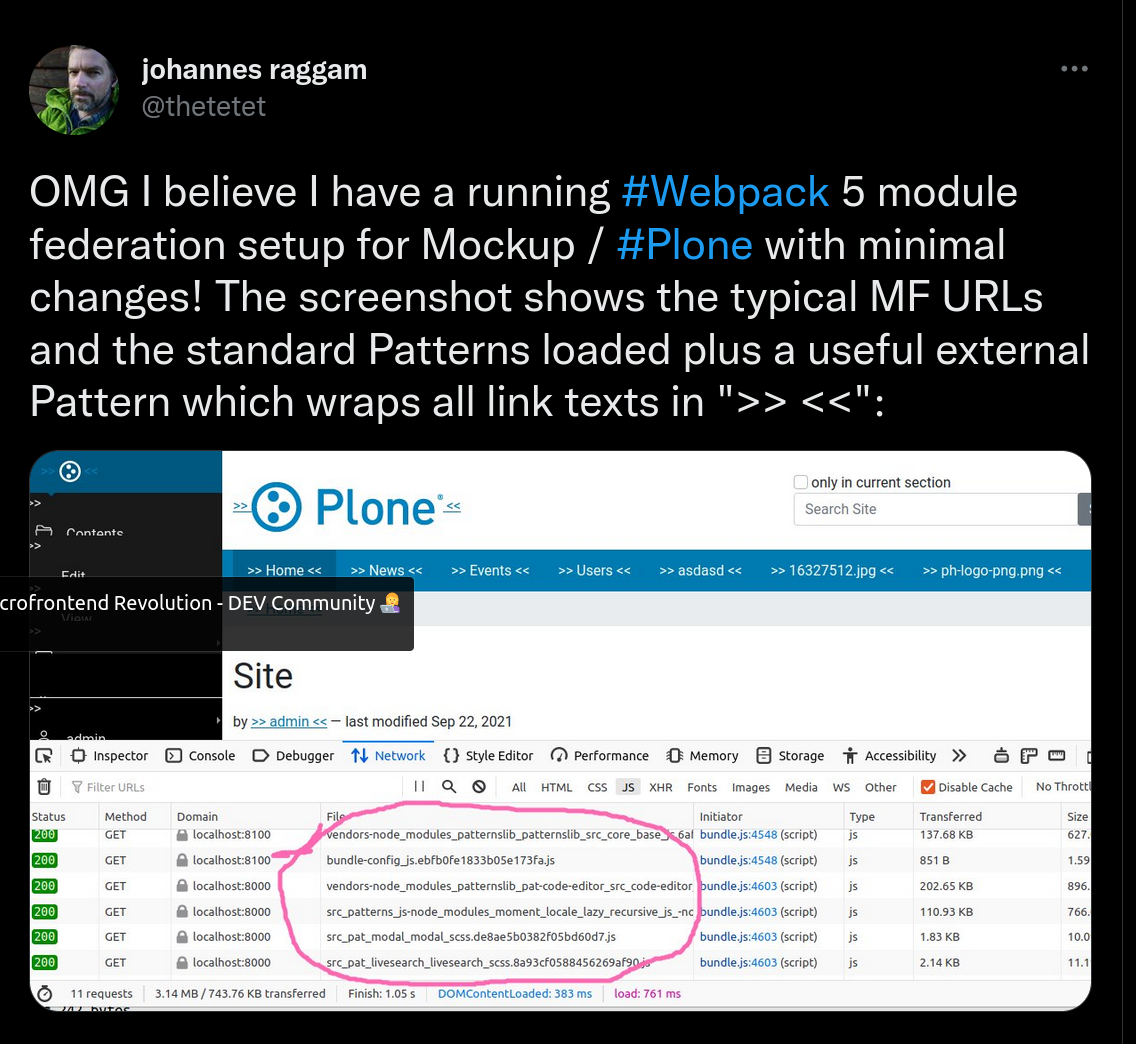 johannes raggam
@thetetet
OMG I believe I have a running #Webpack 5 module
federation setup for Mockup / #Plone with minimal
changes! The screenshot shows the typical MF URLs
and the standard Patterns loaded plus a useful external
Pattern which wraps all link texts in ">> <<":
>> <<
>>
Contents
>>
Edit
>>
View
>>
>>
admin
crofrontend Revolution - DEV Community
>> Plone® <<
only in current section
Search Site
>> Home << >> News << >> Events << >> Users << >> asdasd << >> 16327512.jpg << >> ph-logo-png.png <<
Site
by >> admin << — last modified Sep 22, 2021
Inspector Console Debugger Network {} Style Editor Performance Memory Storage Accessibility >>
Filter URLs All HTML CSS JS XHR Fonts Images Media WS Other Disable Cache No Throttl
Status Method Domain File Initiator Type Transferred Size
200 GET localhost:8100 vendors-node_modules_patternslib_patternslib_src_core_base_js.6af bundle.js:4548 (script) js 137.68 KB 627.
200 GET localhost:8100 bundle-config_js.ebfb0fe1833b05e173fa.js bundle.js:4548 (script) js 851 B 1.59
200 GET localhost:8000 vendors-node_modules_patternslib_pat-code-editor_src_code-editor bundle.js:4603 (script) js 202.65 KB 896.
200 GET localhost:8000 src_patterns_js-node_modules_moment_locale_lazy_recursive_js_-nc bundle.js:4603 (script) js 110.93 KB 766.
200 GET localhost:8000 src_pat_modal_modal_scss.de8ae5b0382f05bd60d7.js bundle.js:4603 (script) js 1.83 KB 10.0
200 GET localhost:8000 src_pat_livesearch_livesearch_scss.8a93cf0588456269af90.js bundle.js:4603 (script) js 2.14 KB 11.1
11 requests 3.14 MB / 743.76 KB transferred Finish: 1.05 s DOMContentLoaded: 383 ms load: 761 ms